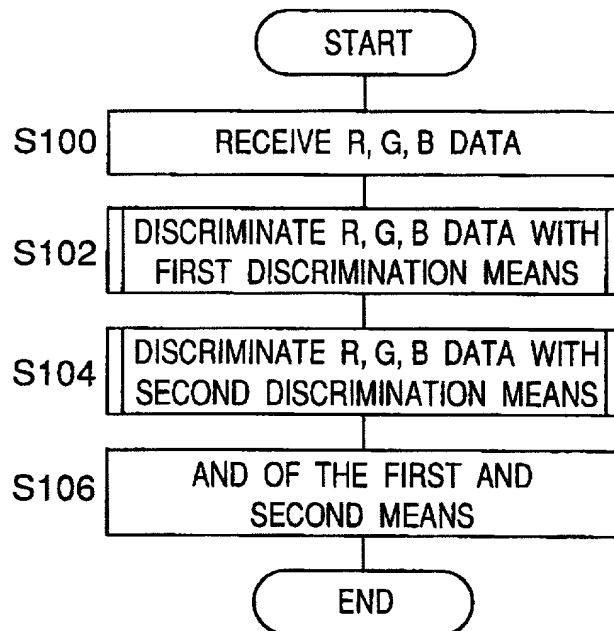 START
S100
RECEIVE R, G, B DATA
S102
DISCRIMINATE R, G, B DATA WITH
FIRST DISCRIMINATION MEANS
S104
DISCRIMINATE R, G, B DATA WITH
SECOND DISCRIMINATION MEANS
S106
AND OF THE FIRST AND
SECOND MEANS
END